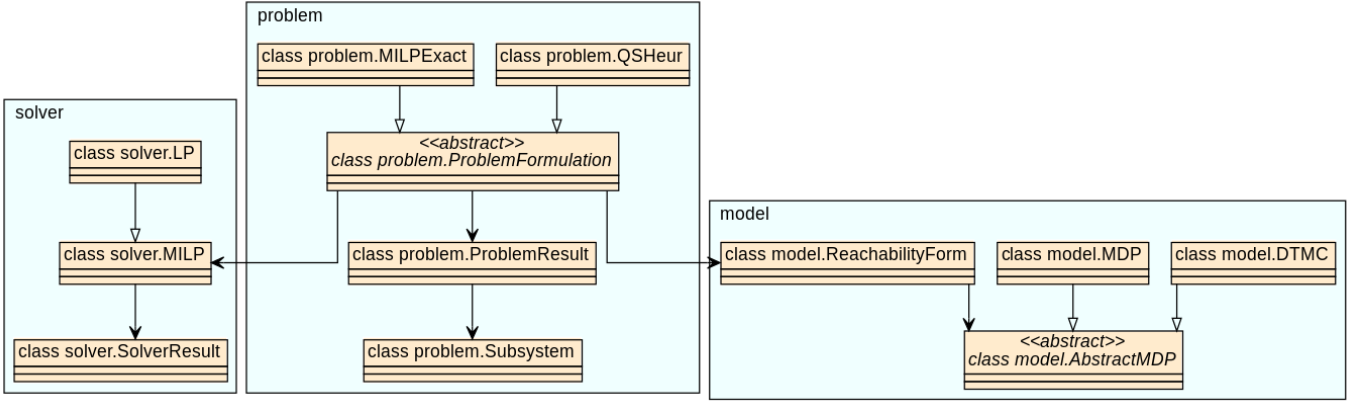 problem
class problem.MILPExact
class problem.QSHeur
<<abstract>>
class problem.ProblemFormulation
class problem.ProblemResult
class problem.Subsystem
solver
class solver.LP
class solver.MILP
class solver.SolverResult
model
class model.ReachabilityForm
class model.MDP
class model.DTMC
<<abstract>>
class model.AbstractMDP